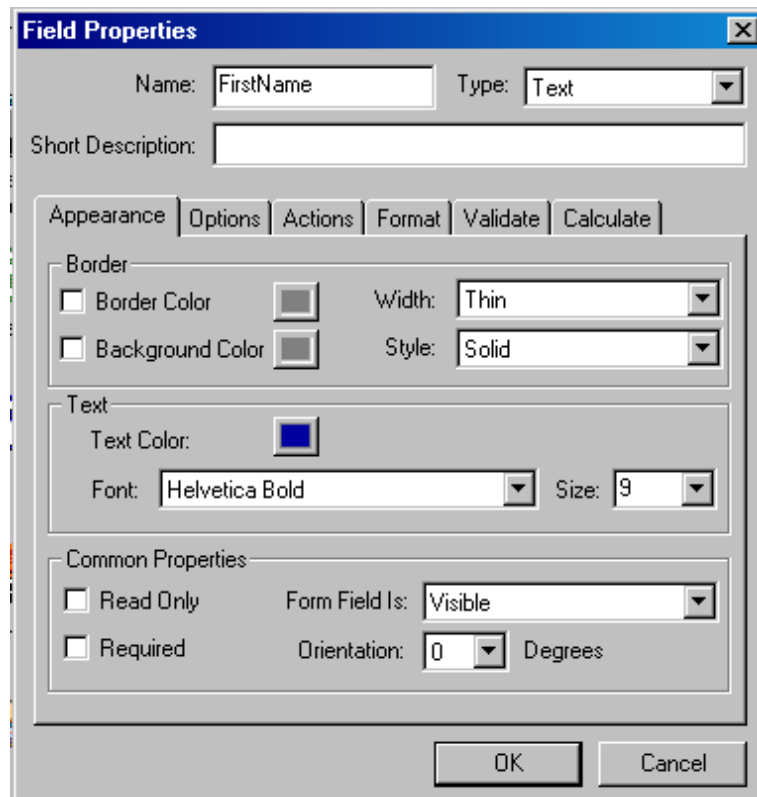 Field Properties
Name: FirstName Type: Text
Short Description:
Appearance Options Actions Format Validate Calculate
Border
Border Color Width: Thin
Background Color Style: Solid
Text
Text Color:
Font: Helvetica Bold Size: 9
Common Properties
Read Only Form Field Is: Visible
Required Orientation: 0 Degrees
OK Cancel